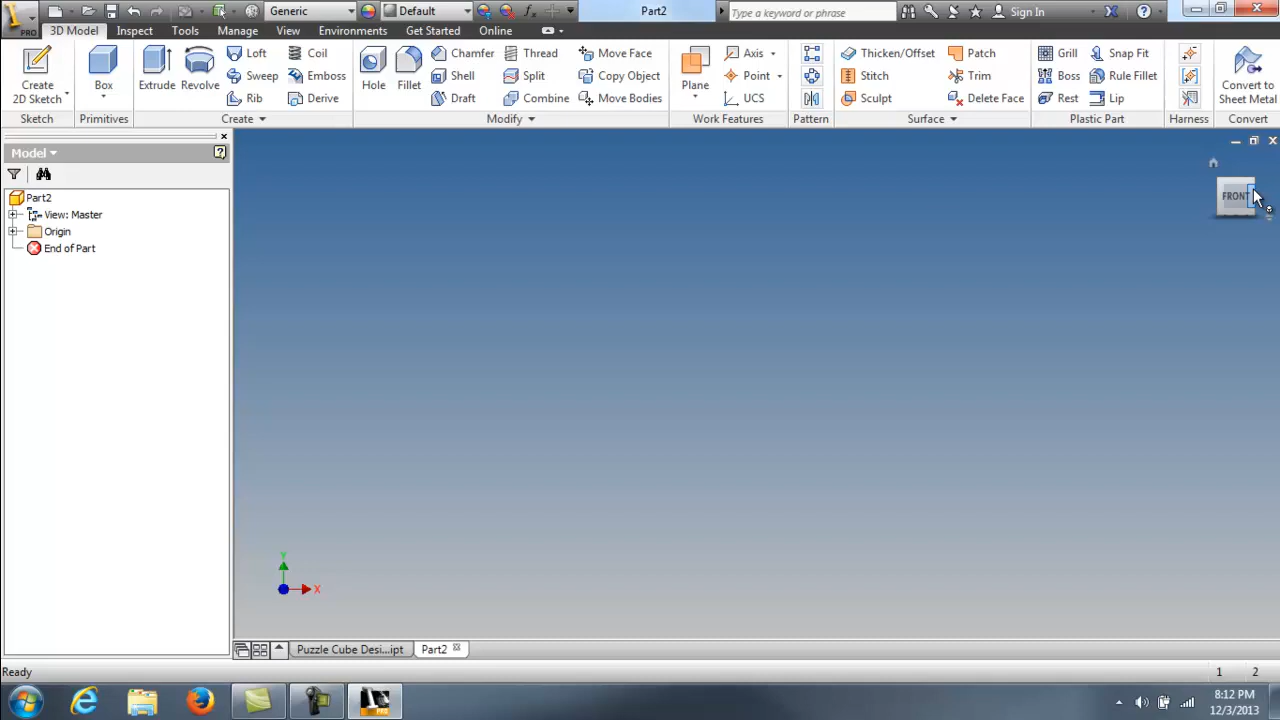 Generic Default Part2 Type a keyword or phrase Sign In
PRO 3D Model Inspect Tools Manage View Environments Get Started Online
Create 2D Sketch Box Extrude Revolve Loft Coil Hole Fillet Chamfer Thread Move Face Plane Axis Thicken/Offset Patch Grill Snap Fit Convert to Sheet Metal
Sweep Emboss Shell Split Copy Object Point Stitch Trim Boss Rule Fillet
Rib Derive Draft Combine Move Bodies UCS Sculpt Delete Face Rest Lip
Sketch Primitives Create Modify Work Features Pattern Surface Plastic Part Harness Convert
Model
Part2
View: Master
Origin
End of Part
FRONT
Y
X
Puzzle Cube Desi...ipt Part2
Ready 1 2
8:12 PM
12/3/2013